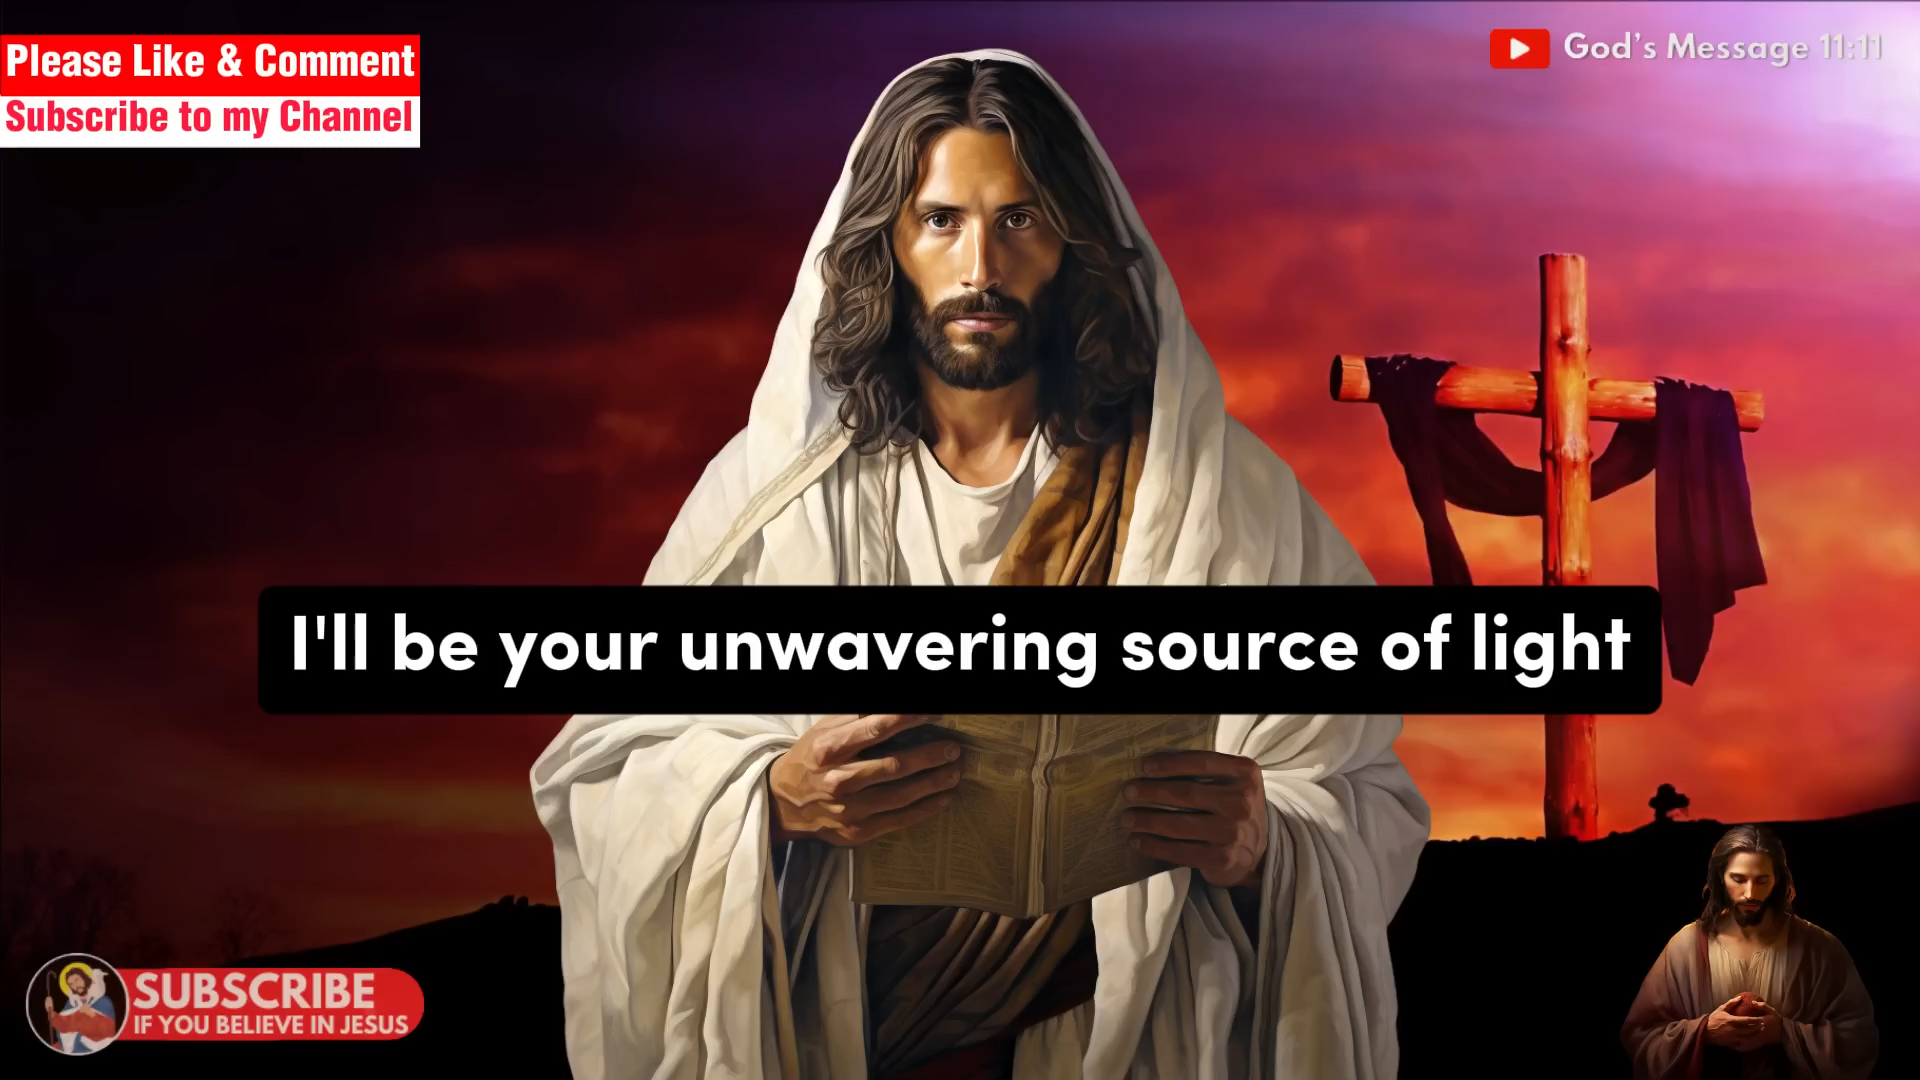 Please Like & Comment
Subscribe to my Channel
God's Message 11:11
I'll be your unwavering source of light
SUBSCRIBE
IF YOU BELIEVE IN JESUS